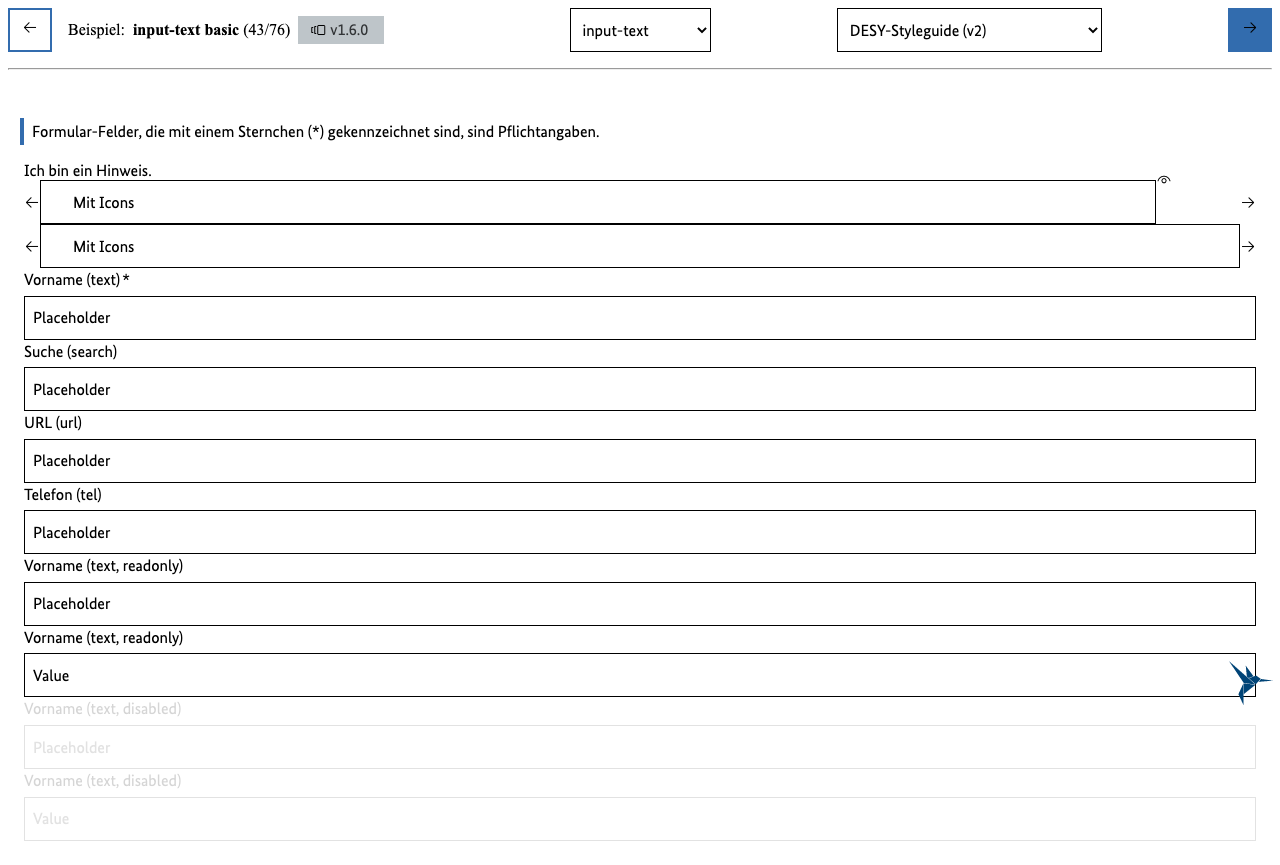 Beispiel: input-text basic (43/76) v1.6.0 input-text DESY-Styleguide (v2)
Formular-Felder, die mit einem Sternchen (*) gekennzeichnet sind, sind Pflichtangaben.
Ich bin ein Hinweis.
Mit Icons
Mit Icons
Vorname (text) *
Placeholder
Suche (search)
Placeholder
URL (url)
Placeholder
Telefon (tel)
Placeholder
Vorname (text, readonly)
Placeholder
Vorname (text, readonly)
Value
Vorname (text, disabled)
Placeholder
Vorname (text, disabled)
Value